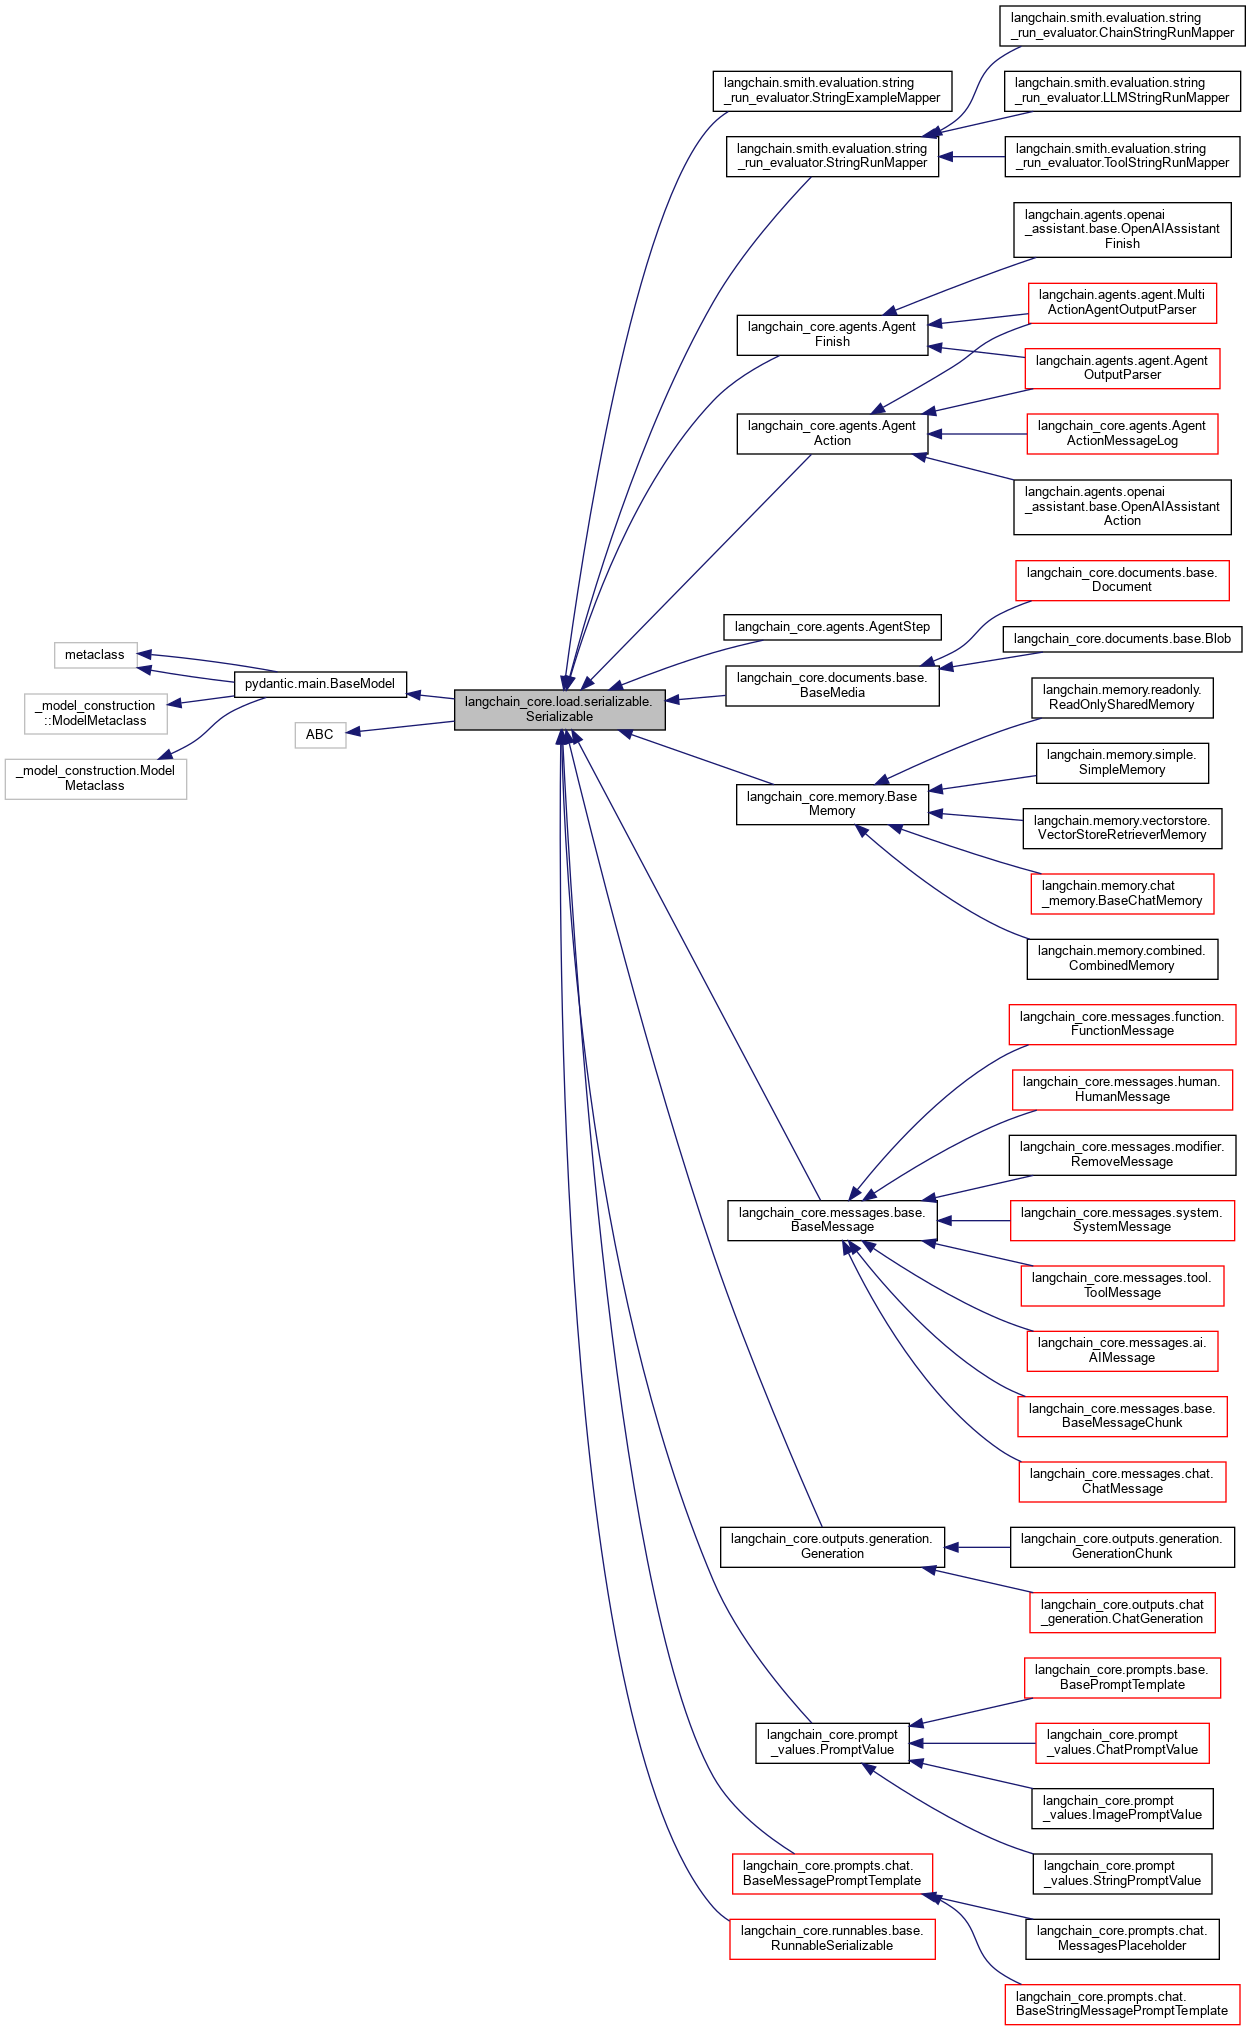 metaclass
_model_construction
::ModelMetaclass
_model_construction.Model
Metaclass
pydantic.main.BaseModel
ABC
langchain_core.load.serializable.
Serializable
langchain.smith.evaluation.string
_run_evaluator.StringExampleMapper
langchain.smith.evaluation.string
_run_evaluator.StringRunMapper
langchain_core.agents.Agent
Finish
langchain_core.agents.Agent
Action
langchain_core.agents.AgentStep
langchain_core.documents.base.
BaseMedia
langchain_core.memory.Base
Memory
langchain_core.messages.base.
BaseMessage
langchain_core.outputs.generation.
Generation
langchain_core.prompt
_values.PromptValue
langchain_core.prompts.chat.
BaseMessagePromptTemplate
langchain_core.runnables.base.
RunnableSerializable
langchain.smith.evaluation.string
_run_evaluator.ChainStringRunMapper
langchain.smith.evaluation.string
_run_evaluator.LLMStringRunMapper
langchain.smith.evaluation.string
_run_evaluator.ToolStringRunMapper
langchain.agents.openai
_assistant.base.OpenAIAssistant
Finish
langchain.agents.agent.Multi
ActionAgentOutputParser
langchain.agents.agent.Agent
OutputParser
langchain_core.agents.Agent
ActionMessageLog
langchain.agents.openai
_assistant.base.OpenAIAssistant
Action
langchain_core.documents.base.
Document
langchain_core.documents.base.Blob
langchain.memory.readonly.
ReadOnlySharedMemory
langchain.memory.simple.
SimpleMemory
langchain.memory.vectorstore.
VectorStoreRetrieverMemory
langchain.memory.chat
_memory.BaseChatMemory
langchain.memory.combined.
CombinedMemory
langchain_core.messages.function.
FunctionMessage
langchain_core.messages.human.
HumanMessage
langchain_core.messages.modifier.
RemoveMessage
langchain_core.messages.system.
SystemMessage
langchain_core.messages.tool.
ToolMessage
langchain_core.messages.ai.
AIMessage
langchain_core.messages.base.
BaseMessageChunk
langchain_core.messages.chat.
ChatMessage
langchain_core.outputs.generation.
GenerationChunk
langchain_core.outputs.chat
_generation.ChatGeneration
langchain_core.prompts.base.
BasePromptTemplate
langchain_core.prompt
_values.ChatPromptValue
langchain_core.prompt
_values.ImagePromptValue
langchain_core.prompt
_values.StringPromptValue
langchain_core.prompts.chat.
MessagesPlaceholder
langchain_core.prompts.chat.
BaseStringMessagePromptTemplate